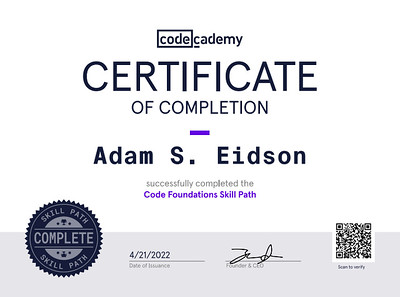 codecademy
CERTIFICATE
OF COMPLETION
Adam S. Eidson
successfully completed the
Code Foundations Skill Path
SKILL PATH
COMPLETE
SKILL PATH
4/21/2022
Date of Issuance
Founder & CEO
Scan to verify